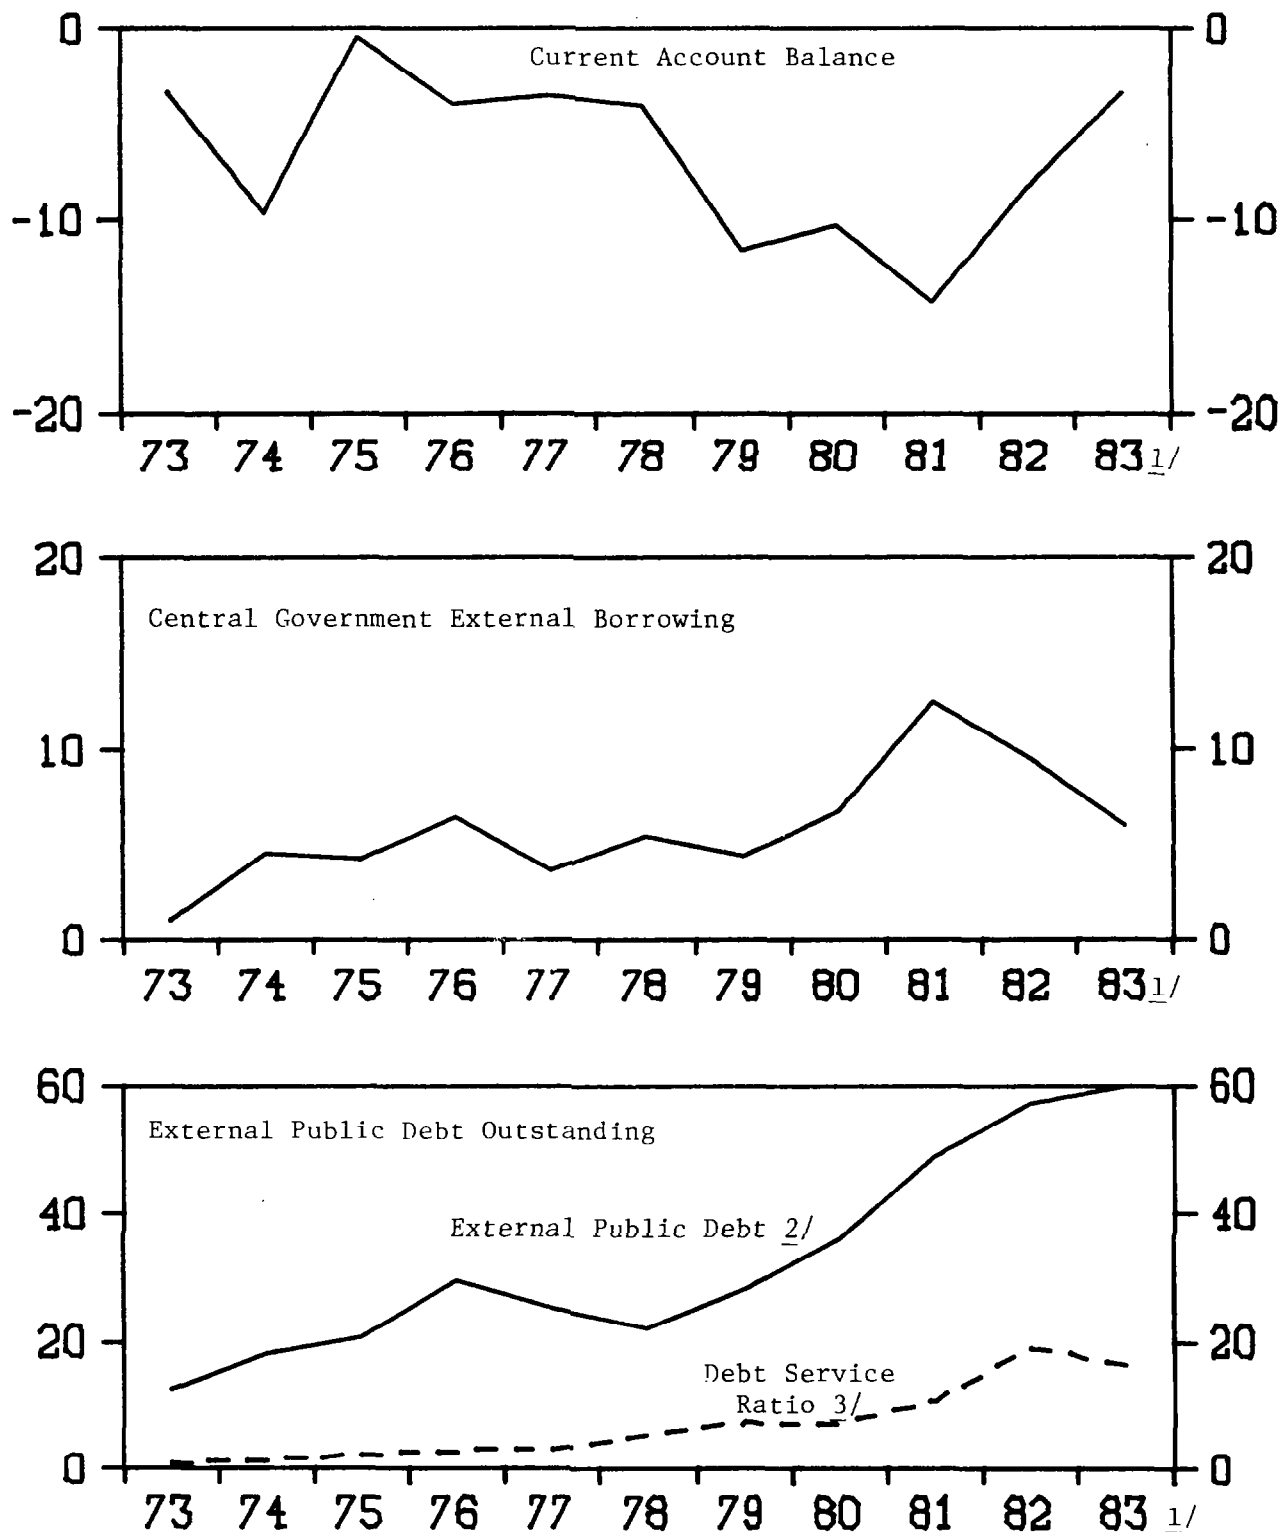 0 0
Current Account Balance
-10 -10
-20 -20
73 74 75 76 77 78 79 80 81 82 83 1/
20 20
Central Government External Borrowing
10 10
0 0
73 74 75 76 77 78 79 80 81 82 83 1/
60 60
External Public Debt Outstanding
40 40
External Public Debt 2/
20 20
Debt Service
Ratio 3/
0 0
73 74 75 76 77 78 79 80 81 82 83 1/